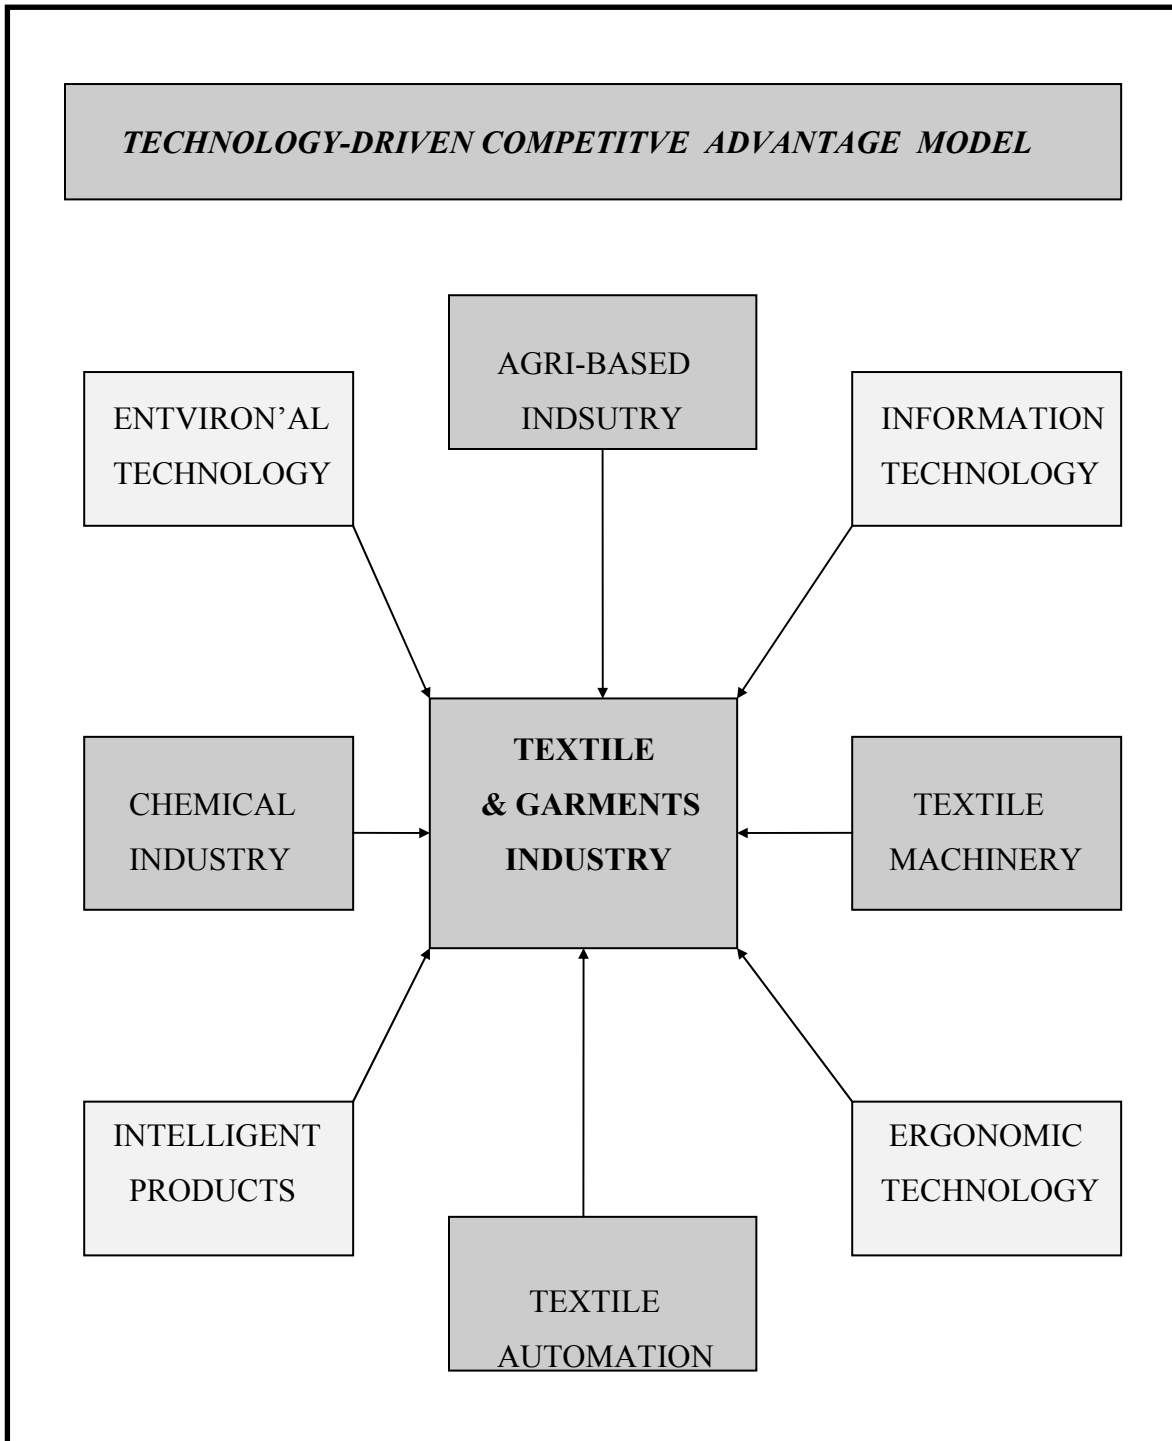 TECHNOLOGY-DRIVEN COMPETITVE ADVANTAGE MODEL
AGRI-BASED
INDSUTRY
ENTVIRON’AL
TECHNOLOGY
INFORMATION
TECHNOLOGY
TEXTILE
& GARMENTS
INDUSTRY
CHEMICAL
INDUSTRY
TEXTILE
MACHINERY
INTELLIGENT
PRODUCTS
ERGONOMIC
TECHNOLOGY
TEXTILE
AUTOMATION